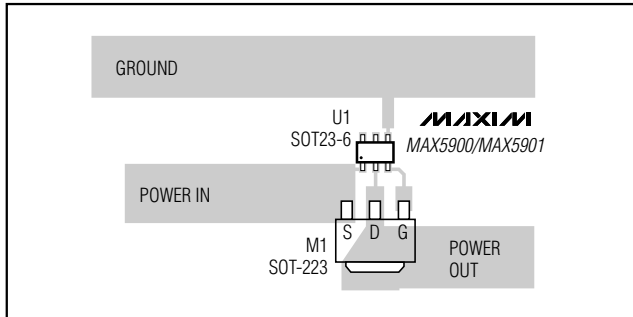 GROUND
U1
SOT23-6
MAXIM
MAX5900/MAX5901
POWER IN
S D G
M1
SOT-223
POWER
OUT